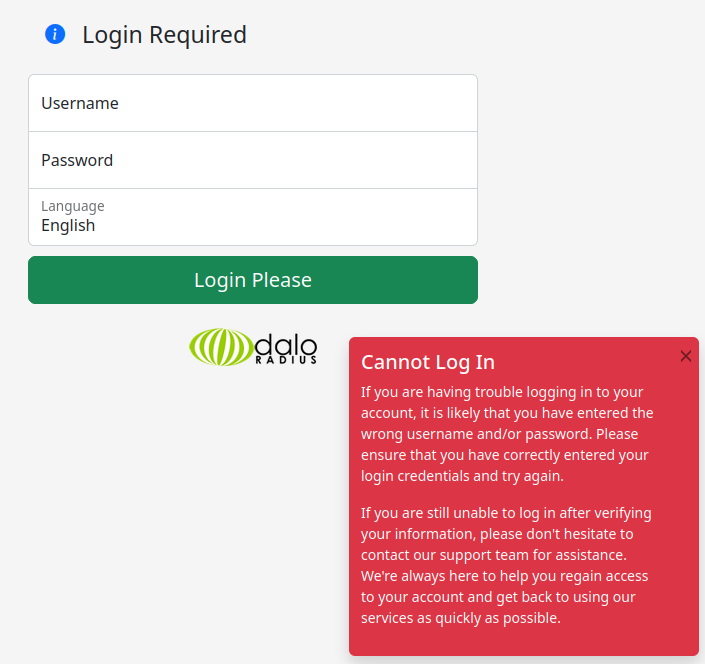 Login Required
Username
Password
Language
English
Login Please
dalo
RADIUS
Cannot Log In
If you are having trouble logging in to your
account, it is likely that you have entered the
wrong username and/or password. Please
ensure that you have correctly entered your
login credentials and try again.
If you are still unable to log in after verifying
your information, please don't hesitate to
contact our support team for assistance.
We're always here to help you regain access
to your account and get back to using our
services as quickly as possible.